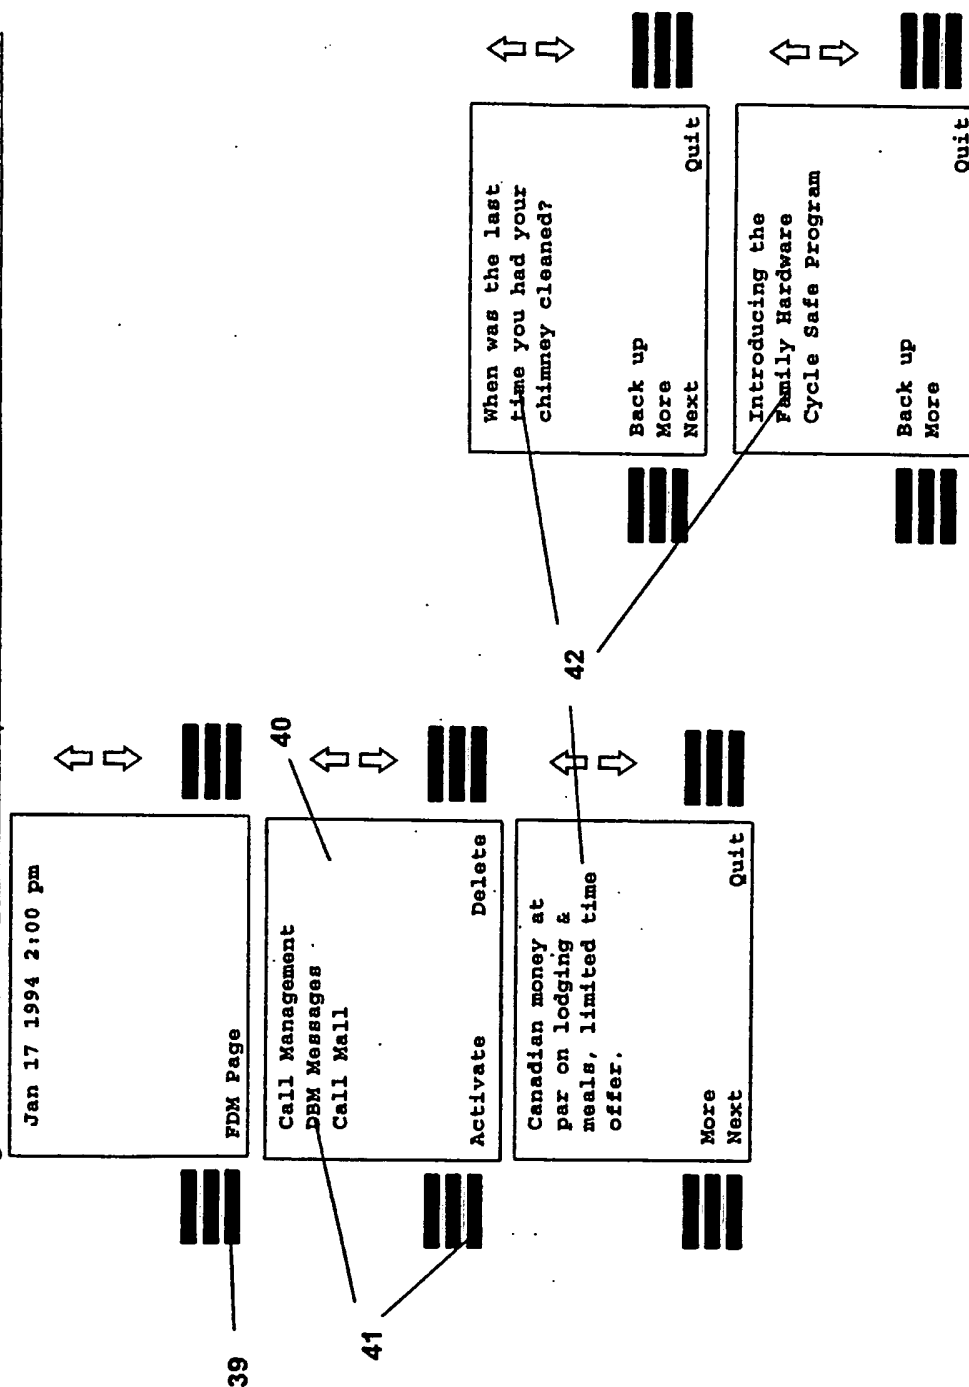 Jan 17 1994 2:00 pm
FDM Page
39
Call Management
DBM Messages
Call Mall
Activate Delete
40
41
Canadian money at
par on lodging &
meals, limited time
offer.
More
Next Quit
42
When was the last
time you had your
chimney cleaned?
Back up
More
Next Quit
Introducing the
Family Hardware
Cycle Safe Program
Back up
More
Quit